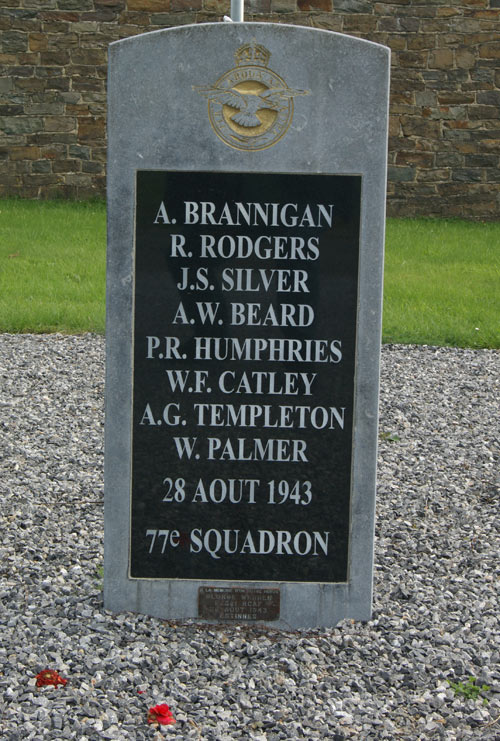 A. BRANNIGAN
R. RODGERS
J.S. SILVER
A.W. BEARD
P.R. HUMPHRIES
W.F. CATLEY
A.G. TEMPLETON
W. PALMER
28 AOUT 1943
77e SQUADRON